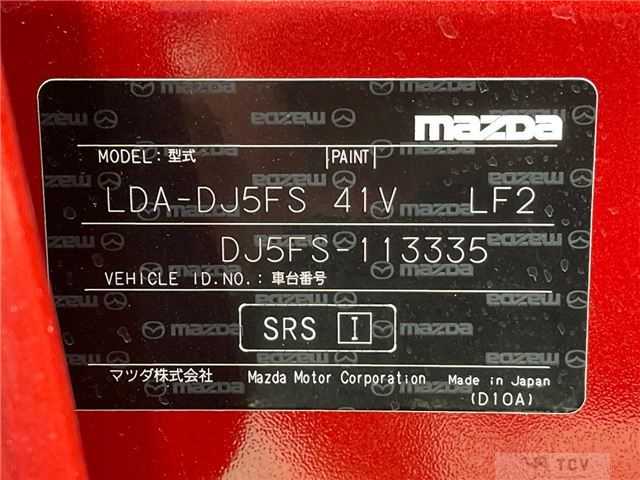 mazda
MODEL: 型式 PAINT
LDA-DJ5FS 41V LF2
DJ5FS-113335
VEHICLE ID.NO.: 車台番号
SRS I
マツダ株式会社 Mazda Motor Corporation Made in Japan
(D10A)
TCV